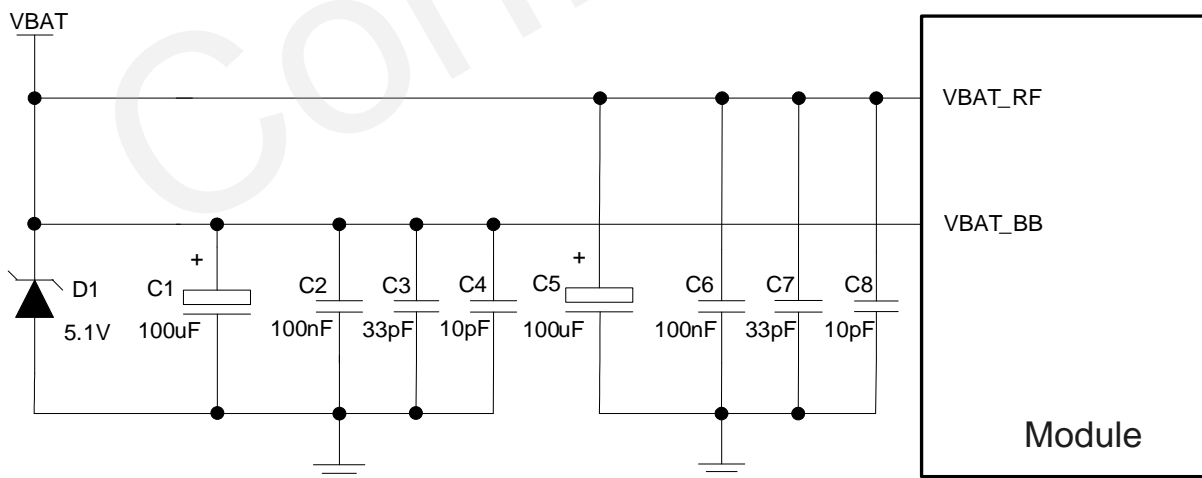 VBAT
VBAT_RF
VBAT_BB
+
D1
5.1V
C1
100uF
C2
100nF
C3
33pF
C4
10pF
+
C5
100uF
C6
100nF
C7
33pF
C8
10pF
Module